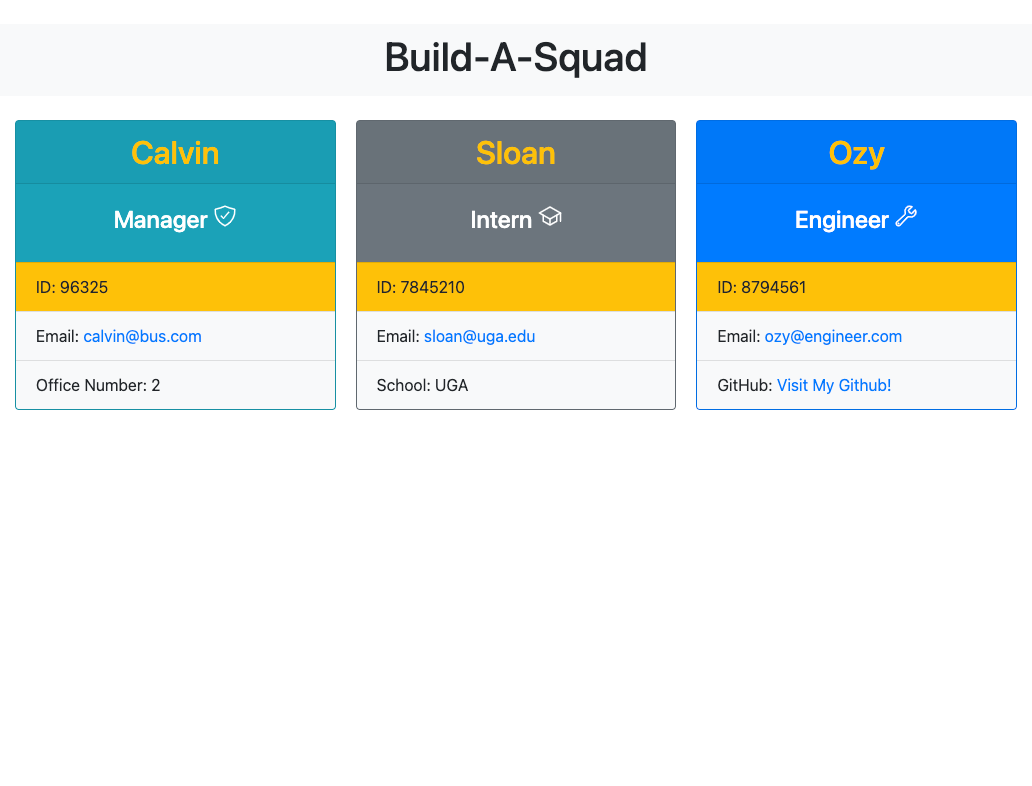 Build-A-Squad
Calvin
Manager
ID: 96325
Email: calvin@bus.com
Office Number: 2
Sloan
Intern
ID: 7845210
Email: sloan@uga.edu
School: UGA
Ozy
Engineer
ID: 8794561
Email: ozy@engineer.com
GitHub: Visit My Github!